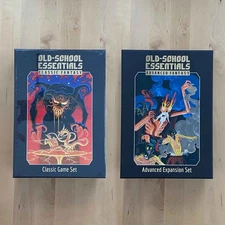 OLD-SCHOOL
ESSENTIALS
CLASSIC FANTASY
Classic Game Set
OLD-SCHOOL
ESSENTIALS
ADVANCED FANTASY
Advanced Expansion Set